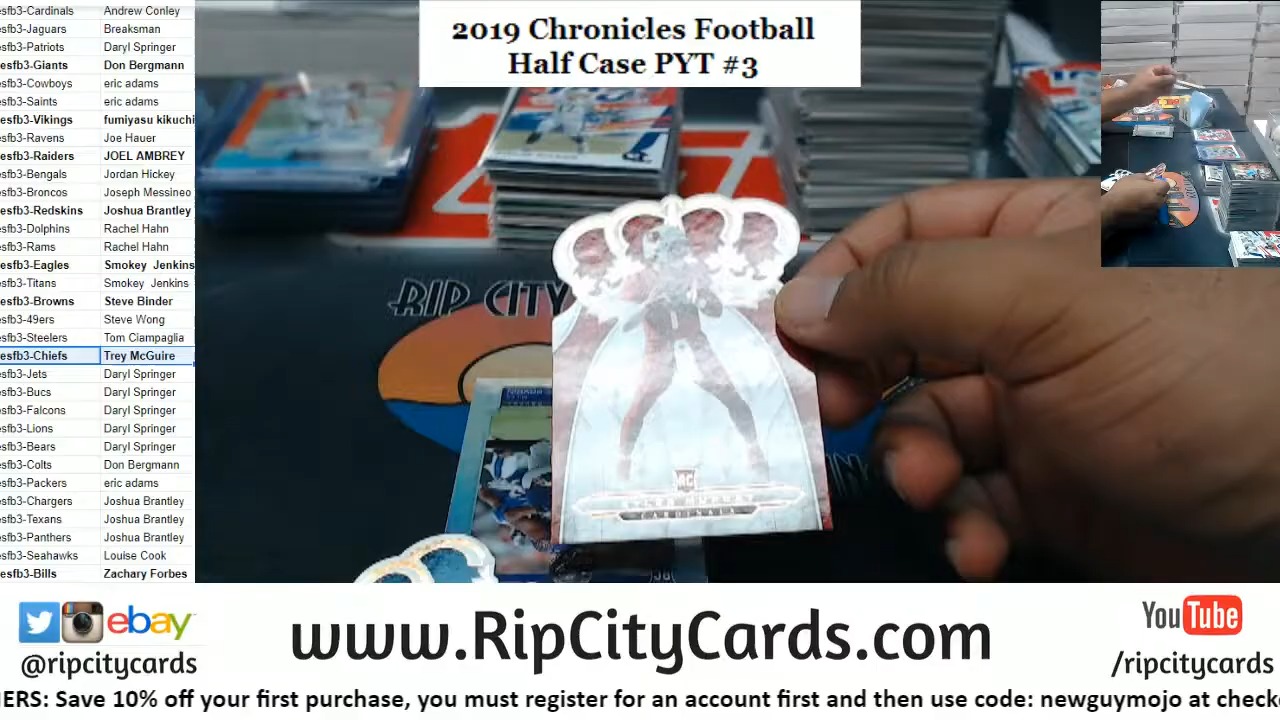 2019 Chronicles Football
Half Case PYT #3
esfb3-Cardinals Andrew Conley
esfb3-Jaguars Breaksman
esfb3-Patriots Daryl Springer
esfb3-Giants Don Bergmann
esfb3-Cowboys eric adams
esfb3-Saints eric adams
esfb3-Vikings fumiyasu kikuchi
esfb3-Ravens Joe Hauer
esfb3-Raiders JOEL AMBREY
esfb3-Bengals Jordan Hickey
esfb3-Broncos Joseph Messineo
esfb3-Redskins Joshua Brantley
esfb3-Dolphins Rachel Hahn
esfb3-Rams Rachel Hahn
esfb3-Eagles Smokey Jenkins
esfb3-Titans Smokey Jenkins
esfb3-Browns Steve Binder
esfb3-49ers Steve Wong
esfb3-Steelers Tom Ciampaglia
esfb3-Chiefs Trey McGuire
esfb3-Jets Daryl Springer
esfb3-Bucs Daryl Springer
esfb3-Falcons Daryl Springer
esfb3-Lions Daryl Springer
esfb3-Bears Daryl Springer
esfb3-Colts Don Bergmann
esfb3-Packers eric adams
esfb3-Chargers Joshua Brantley
esfb3-Texans Joshua Brantley
esfb3-Panthers Joshua Brantley
esfb3-Seahawks Louise Cook
esfb3-Bills Zachary Forbes
RIP CITY
RC
KYLER MURRAY
CARDINALS
ebay
@ripcitycards
www.RipCityCards.com
YouTube
/ripcitycards
IERS: Save 10% off your first purchase, you must register for an account first and then use code: newguymojo at check